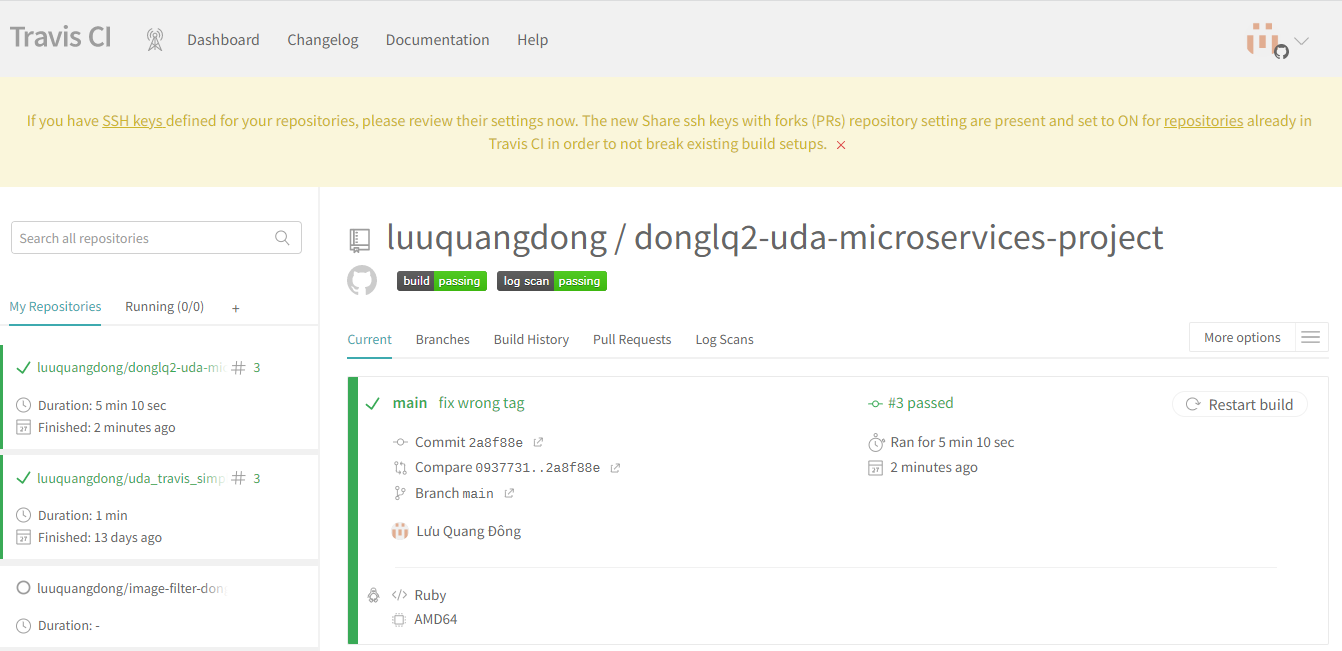 Travis CI
Dashboard
Changelog
Documentation
Help
If you have SSH keys defined for your repositories, please review their settings now. The new Share ssh keys with forks (PRs) repository setting are present and set to ON for repositories already in
Travis CI in order to not break existing build setups. ×
Search all repositories
My Repositories
Running (0/0)
+
luuquangdong/donglq2-uda-mic # 3
Duration: 5 min 10 sec
Finished: 2 minutes ago
luuquangdong/uda_travis_simp # 3
Duration: 1 min
Finished: 13 days ago
luuquangdong/image-filter-dong
Duration: -
luuquangdong / donglq2-uda-microservices-project
build passing
log scan passing
Current
Branches
Build History
Pull Requests
Log Scans
More options
main fix wrong tag
Commit 2a8f88e
Compare 0937731..2a8f88e
Branch main
Lưu Quang Đông
#3 passed
Ran for 5 min 10 sec
2 minutes ago
Restart build
</> Ruby
AMD64